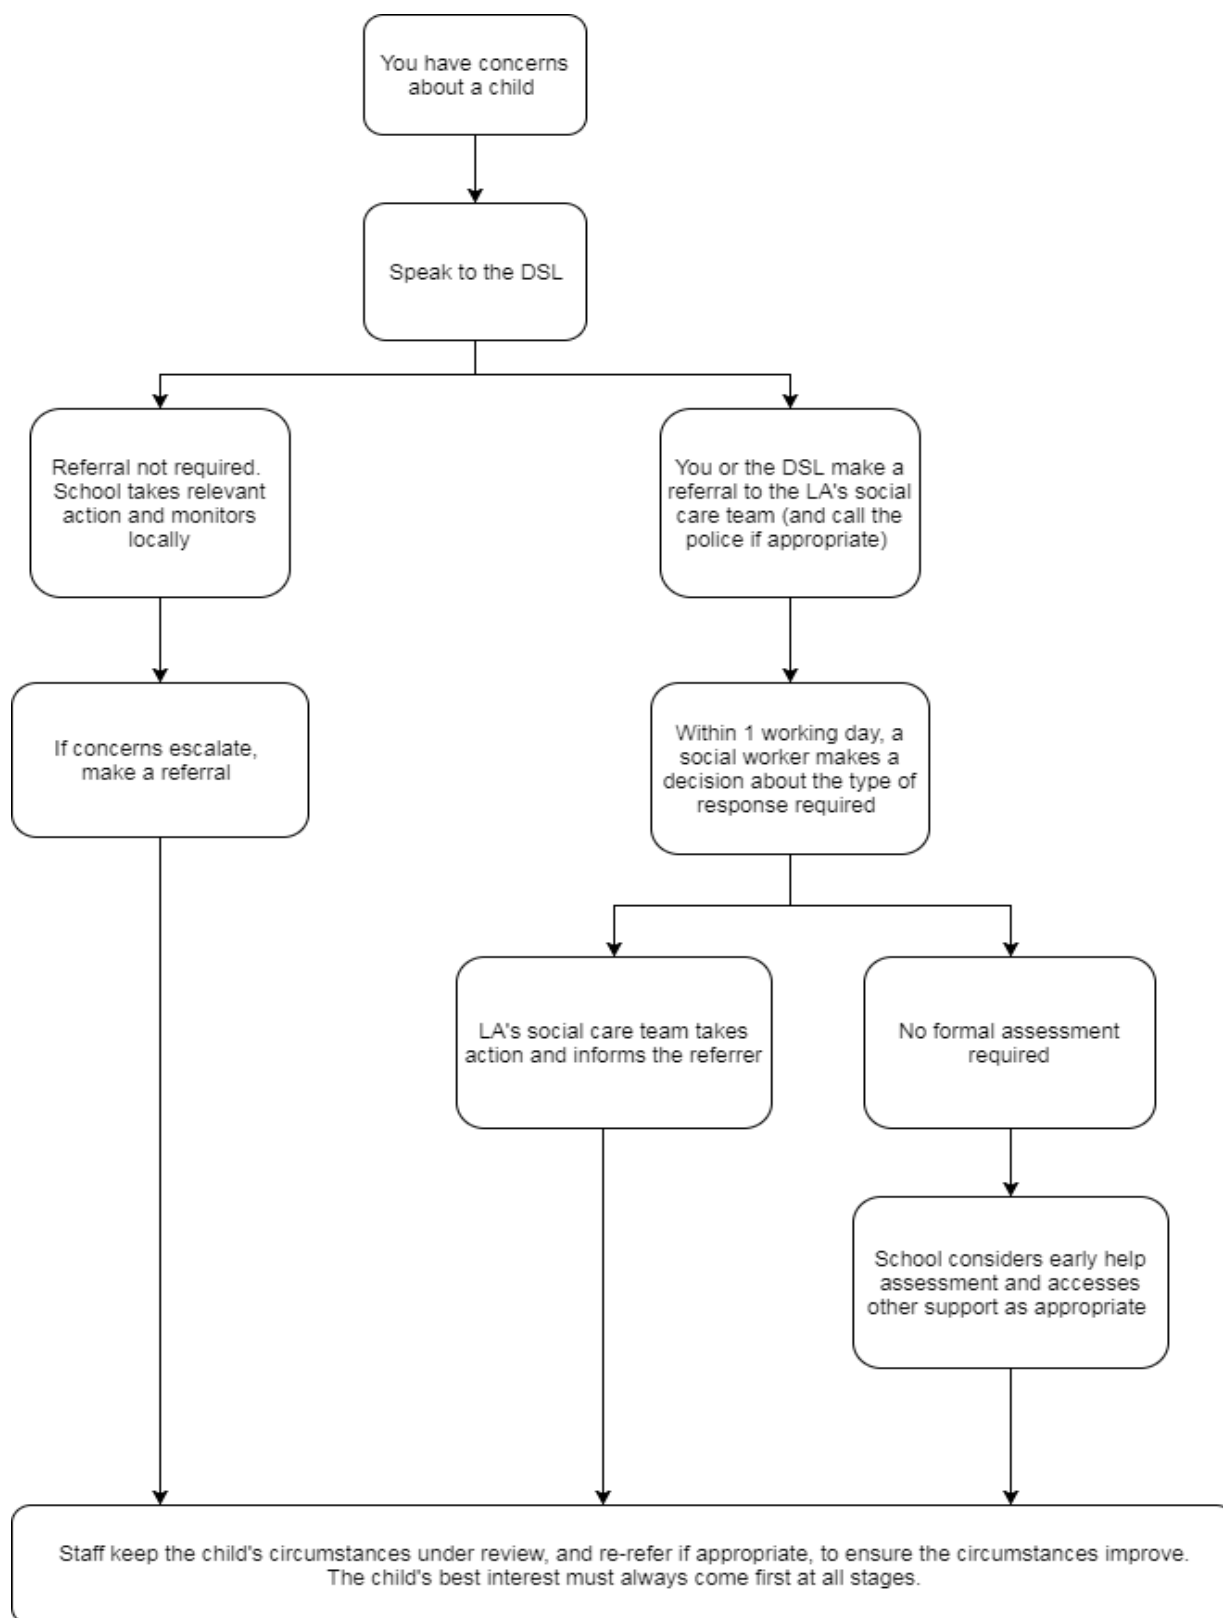 You have concerns
about a child
Speak to the DSL
Referral not required.
School takes relevant
action and monitors
locally
You or the DSL make a
referral to the LA's social
care team (and call the
police if appropriate)
If concerns escalate,
make a referral
Within 1 working day, a
social worker makes a
decision about the type of
response required
LA's social care team takes
action and informs the referrer
No formal assessment
required
School considers early help
assessment and accesses
other support as appropriate
Staff keep the child's circumstances under review, and re-refer if appropriate, to ensure the circumstances improve.
The child's best interest must always come first at all stages.